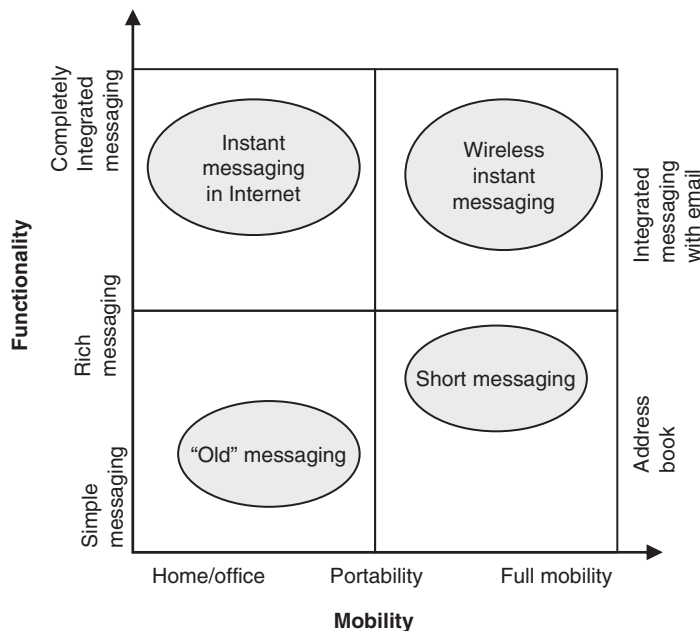 Completely
Integrated
messaging
Instant
messaging
in Internet
Wireless
instant
messaging
Integrated
messaging
with email
Functionality
Rich
messaging
Short messaging
"Old" messaging
Address
book
Simple
messaging
Home/office
Portability
Full mobility
Mobility